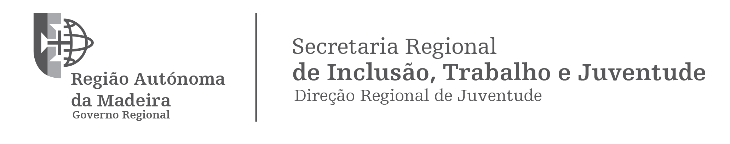 Região Autónoma
da Madeira
Governo Regional
Secretaria Regional
de Inclusão, Trabalho e Juventude
Direção Regional de Juventude